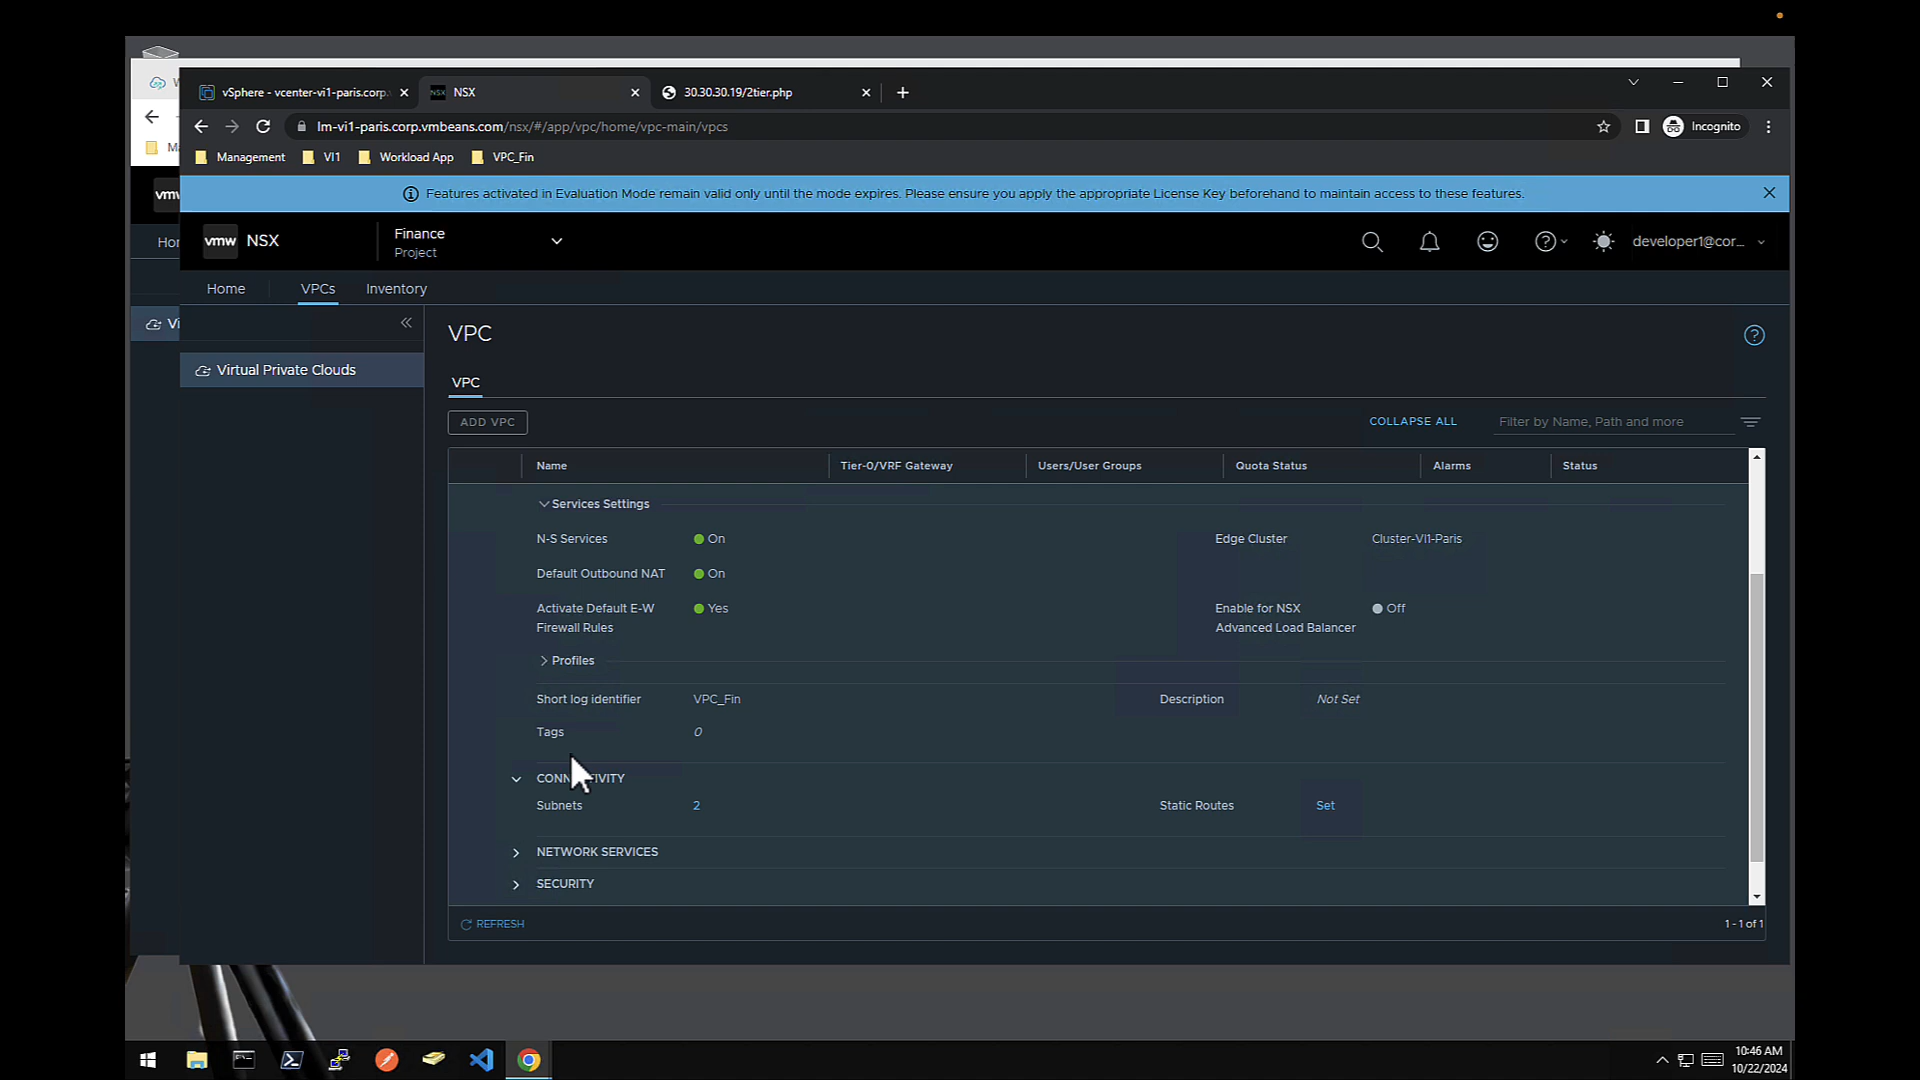 W
vSphere - vcenter-vi1-paris.corp.
NSX
30.30.30.19/2tier.php
lm-vi1-paris.corp.vmbeans.com/nsx/#/app/vpc/home/vpc-main/vpcs
Incognito
Ma
Management
VI1
Workload App
VPC_Fin
Features activated in Evaluation Mode remain valid only until the mode expires. Please ensure you apply the appropriate License Key beforehand to maintain access to these features.
vmw NSX
Finance
Project
developer1@cor...
Home
VPCs
Inventory
VPC
Virtual Private Clouds
VPC
ADD VPC
COLLAPSE ALL
Filter by Name, Path and more
Name
Tier-0/VRF Gateway
Users/User Groups
Quota Status
Alarms
Status
Services Settings
N-S Services
On
Edge Cluster
Cluster-VI1-Paris
Default Outbound NAT
On
Activate Default E-W
Firewall Rules
Yes
Enable for NSX
Advanced Load Balancer
Off
Profiles
Short log identifier
VPC_Fin
Description
Not Set
Tags
0
CONNECTIVITY
Subnets
2
Static Routes
Set
NETWORK SERVICES
SECURITY
REFRESH
1 - 1 of 1
10:46 AM
10/22/2024